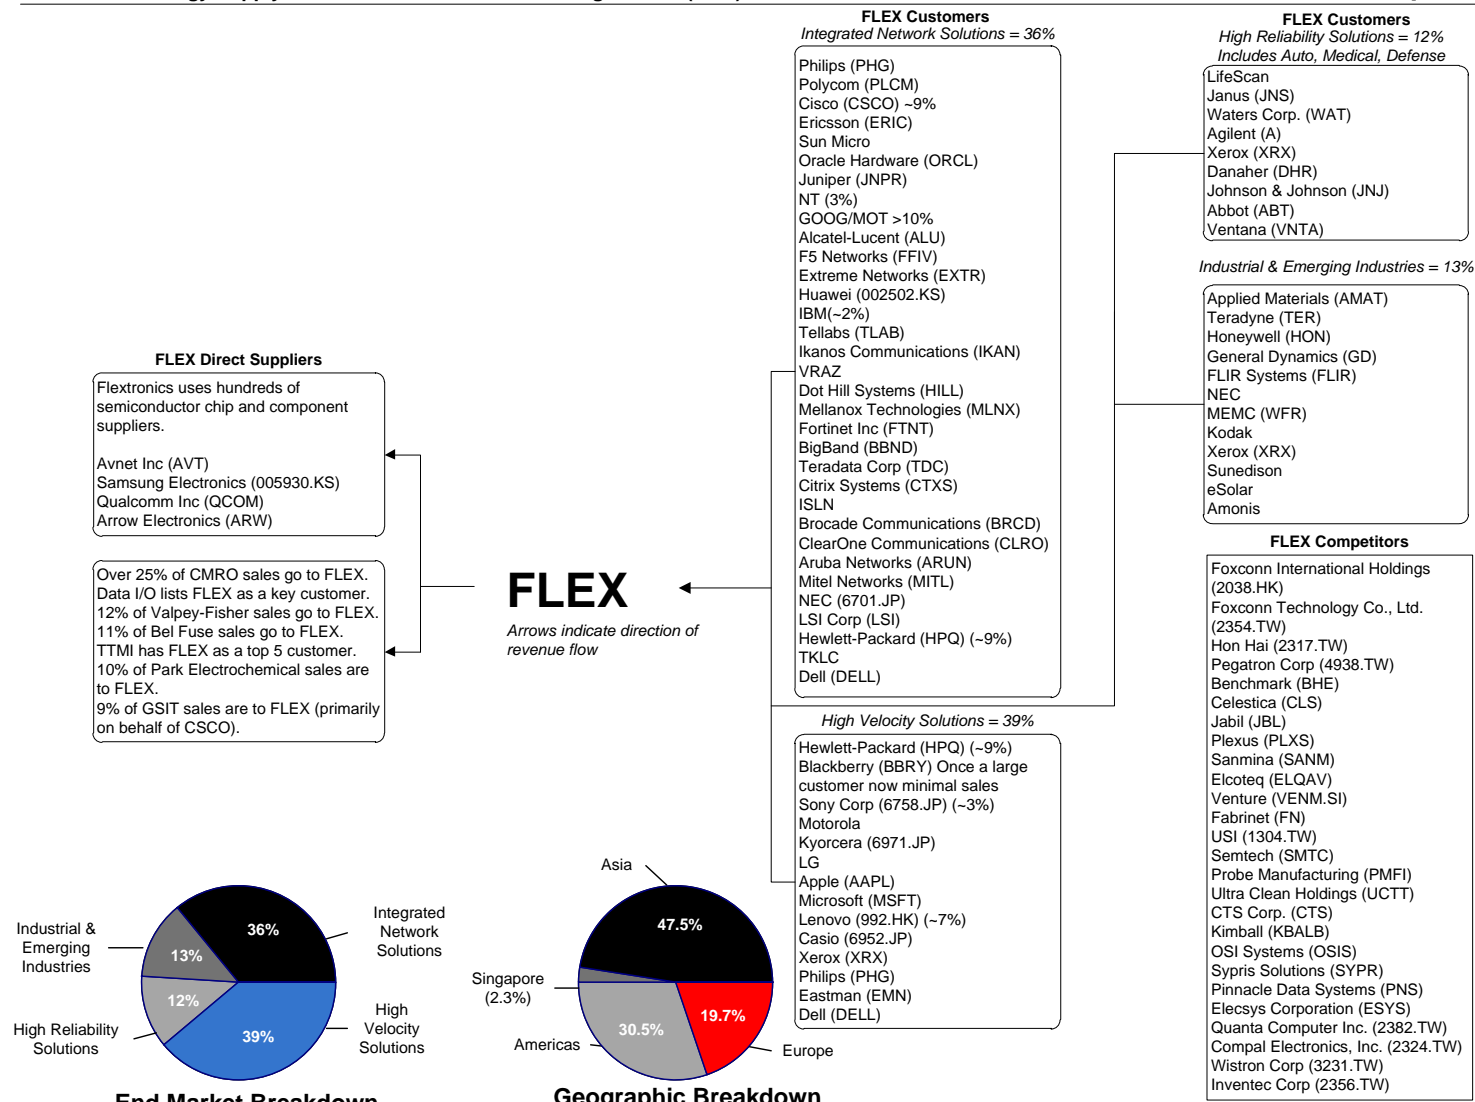 FLEX Customers
Integrated Network Solutions = 36%
Philips (PHG)
Polycom (PLCM)
Cisco (CSCO) ~9%
Ericsson (ERIC)
Sun Micro
Oracle Hardware (ORCL)
Juniper (JNPR)
NT (3%)
GOOG/MOT >10%
Alcatel-Lucent (ALU)
F5 Networks (FFIV)
Extreme Networks (EXTR)
Huawei (002502.KS)
IBM(~2%)
Tellabs (TLAB)
Ikanos Communications (IKAN)
VRAZ
Dot Hill Systems (HILL)
Mellanox Technologies (MLNX)
Fortinet Inc (FTNT)
BigBand (BBND)
Teradata Corp (TDC)
Citrix Systems (CTXS)
ISLN
Brocade Communications (BRCD)
ClearOne Communications (CLRO)
Aruba Networks (ARUN)
Mitel Networks (MITL)
NEC (6701.JP)
LSI Corp (LSI)
Hewlett-Packard (HPQ) (~9%)
TKLC
Dell (DELL)
High Velocity Solutions = 39%
Hewlett-Packard (HPQ) (~9%)
Blackberry (BBRY) Once a large
customer now minimal sales
Sony Corp (6758.JP) (~3%)
Motorola
Kyorcera (6971.JP)
LG
Apple (AAPL)
Microsoft (MSFT)
Lenovo (992.HK) (~7%)
Casio (6952.JP)
Xerox (XRX)
Philips (PHG)
Eastman (EMN)
Dell (DELL)
FLEX Customers
High Reliability Solutions = 12%
Includes Auto, Medical, Defense
LifeScan
Janus (JNS)
Waters Corp. (WAT)
Agilent (A)
Xerox (XRX)
Danaher (DHR)
Johnson & Johnson (JNJ)
Abbot (ABT)
Ventana (VNTA)
Industrial & Emerging Industries = 13%
Applied Materials (AMAT)
Teradyne (TER)
Honeywell (HON)
General Dynamics (GD)
FLIR Systems (FLIR)
NEC
MEMC (WFR)
Kodak
Xerox (XRX)
Sunedison
eSolar
Amonis
FLEX Competitors
Foxconn International Holdings
(2038.HK)
Foxconn Technology Co., Ltd.
(2354.TW)
Hon Hai (2317.TW)
Pegatron Corp (4938.TW)
Benchmark (BHE)
Celestica (CLS)
Jabil (JBL)
Plexus (PLXS)
Sanmina (SANM)
Elcoteq (ELQAV)
Venture (VENM.SI)
Fabrinet (FN)
USI (1304.TW)
Semtech (SMTC)
Probe Manufacturing (PMFI)
Ultra Clean Holdings (UCTT)
CTS Corp. (CTS)
Kimball (KBALB)
OSI Systems (OSIS)
Sypris Solutions (SYPR)
Pinnacle Data Systems (PNS)
Elecsys Corporation (ESYS)
Quanta Computer Inc. (2382.TW)
Compal Electronics, Inc. (2324.TW)
Wistron Corp (3231.TW)
Inventec Corp (2356.TW)
FLEX Direct Suppliers
Flextronics uses hundreds of
semiconductor chip and component
suppliers.
Avnet Inc (AVT)
Samsung Electronics (005930.KS)
Qualcomm Inc (QCOM)
Arrow Electronics (ARW)
Over 25% of CMRO sales go to FLEX.
Data I/O lists FLEX as a key customer.
12% of Valpey-Fisher sales go to FLEX.
11% of Bel Fuse sales go to FLEX.
TTMI has FLEX as a top 5 customer.
10% of Park Electrochemical sales are
to FLEX.
9% of GSIT sales are to FLEX (primarily
on behalf of CSCO).
FLEX
Arrows indicate direction of
revenue flow
Industrial &
Emerging
Industries
High Reliability
Solutions
36%
13%
12%
39%
Integrated
Network
Solutions
High
Velocity
Solutions
End Market Breakdown
Asia
Singapore
(2.3%)
Americas
47.5%
30.5%
19.7%
Europe
Geographic Breakdown